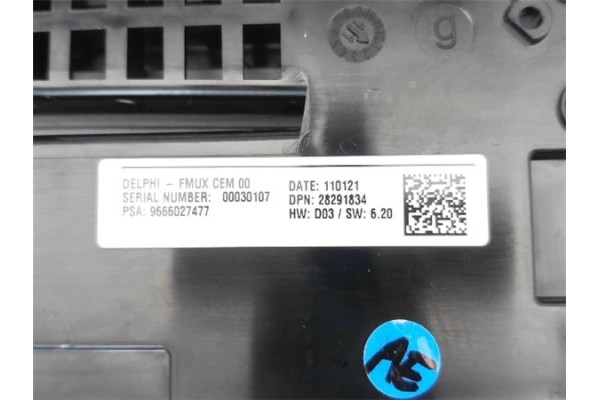 g
DELPHI - FMUX CEM 00
SERIAL NUMBER: 00030107
PSA: 9666027477
DATE: 110121
DPN: 28291834
HW: D03 / SW: 6.20
AE